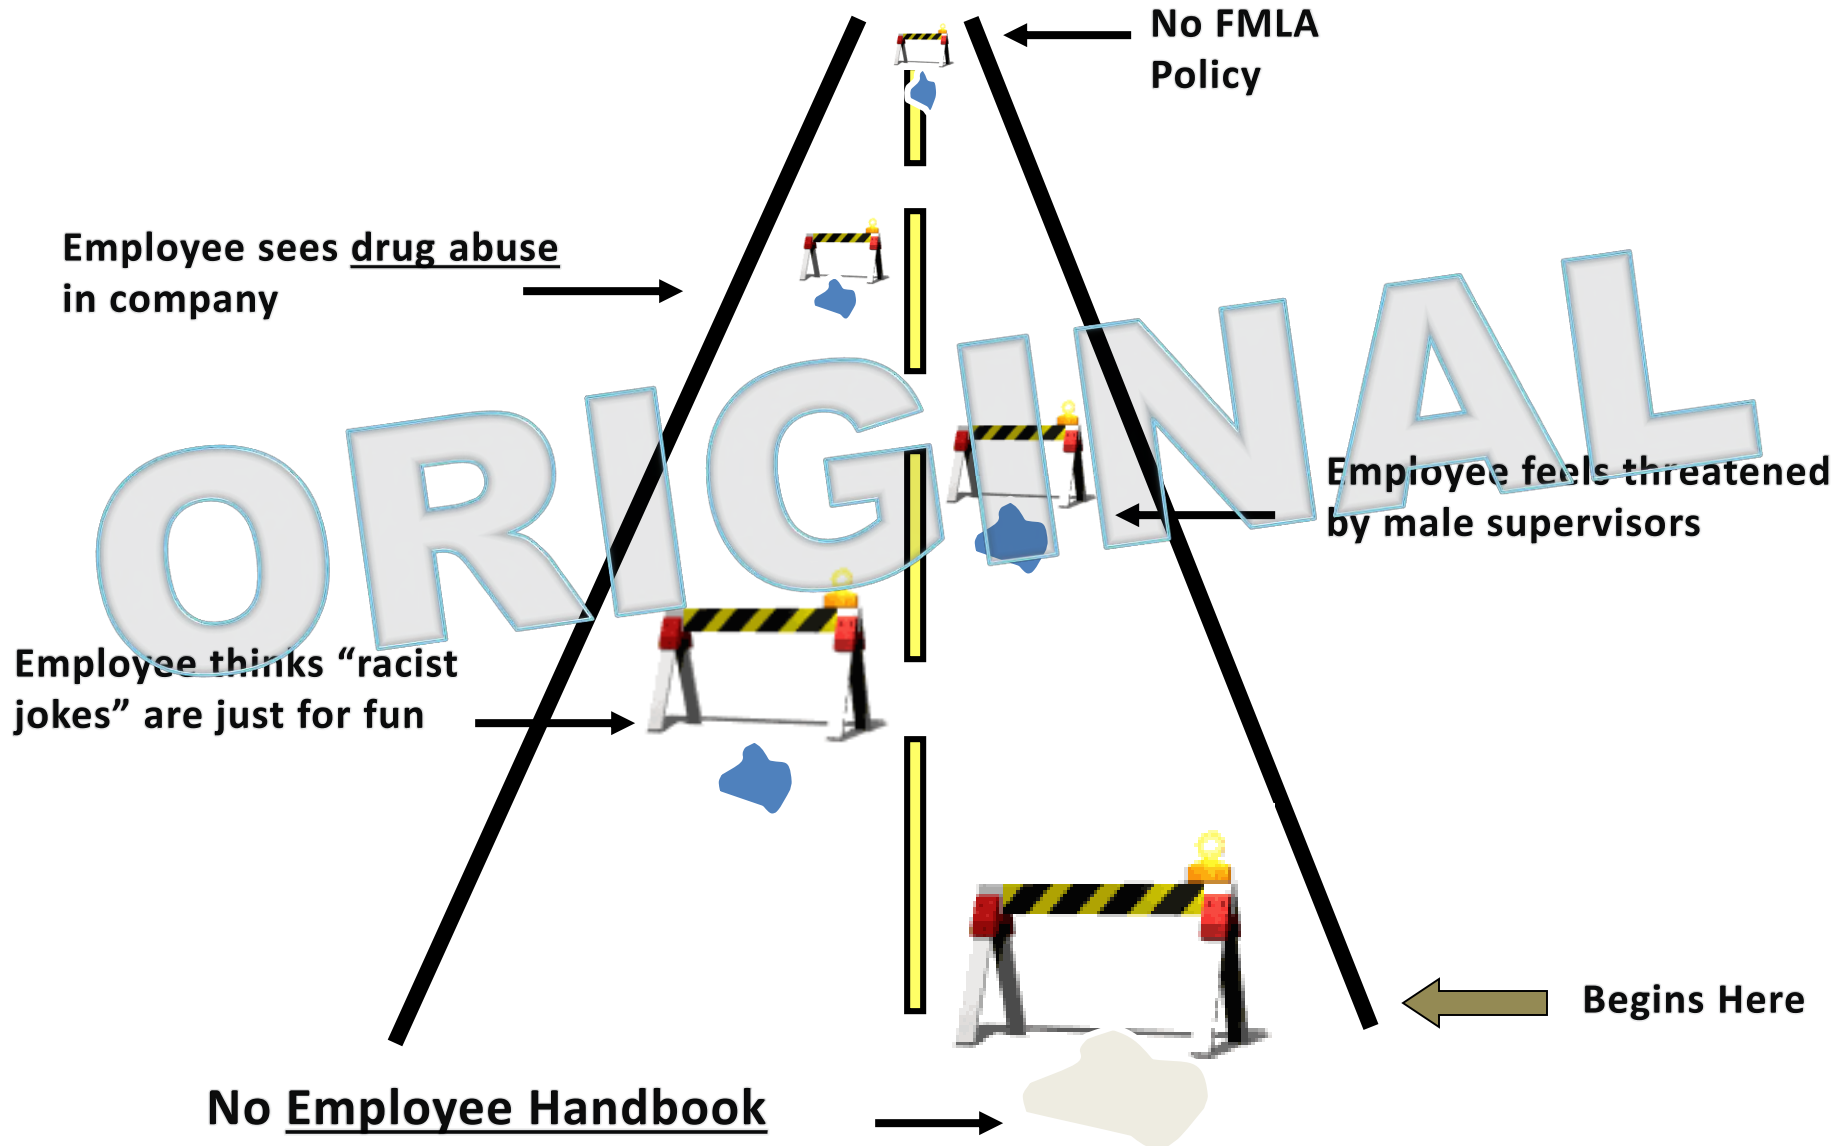 No FMLA
Policy
Employee sees drug abuse
in company
ORIGINAL
Employee feels threatened
by male supervisors
Employee thinks “racist
jokes” are just for fun
Begins Here
No Employee Handbook